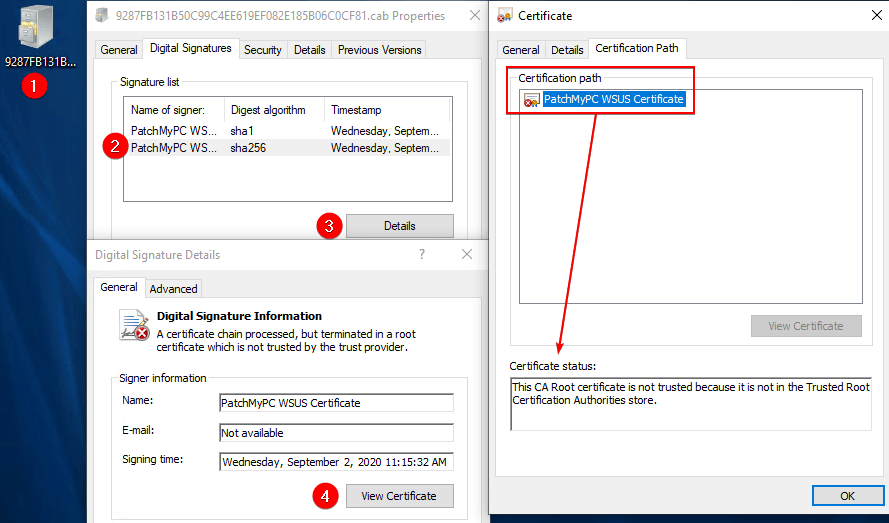 9287FB131B...
1
9287FB131B50C99C4EE619EF082E185B06C0CF81.cab Properties
General Digital Signatures Security Details Previous Versions
Signature list
Name of signer: Digest algorithm Timestamp
PatchMyPC WS... sha1 Wednesday, Septem...
2
PatchMyPC WS... sha256 Wednesday, Septem...
3
Details
Digital Signature Details ?
General Advanced
Digital Signature Information
A certificate chain processed, but terminated in a root
certificate which is not trusted by the trust provider.
Signer information
Name: PatchMyPC WSUS Certificate
E-mail: Not available
Signing time: Wednesday, September 2, 2020 11:15:32 AM
4
View Certificate
Certificate
General Details Certification Path
Certification path
PatchMyPC WSUS Certificate
View Certificate
Certificate status:
This CA Root certificate is not trusted because it is not in the Trusted Root
Certification Authorities store.
OK